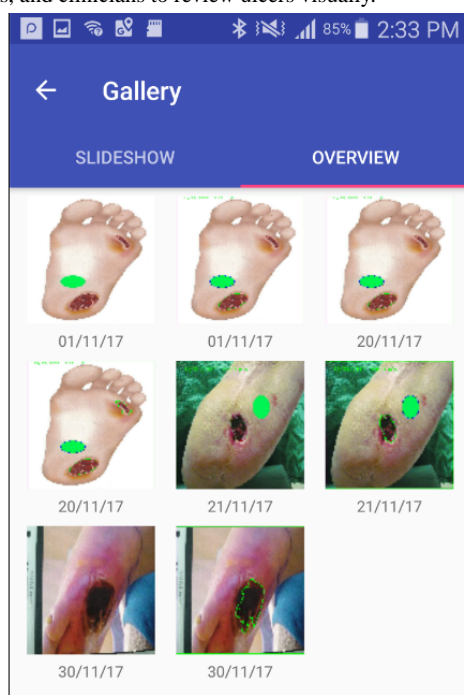 s, and clinicians to review ulcers visually.
85% 2:33 PM
Gallery
SLIDESHOW OVERVIEW
01/11/17 01/11/17 20/11/17
20/11/17 21/11/17 21/11/17
30/11/17 30/11/17